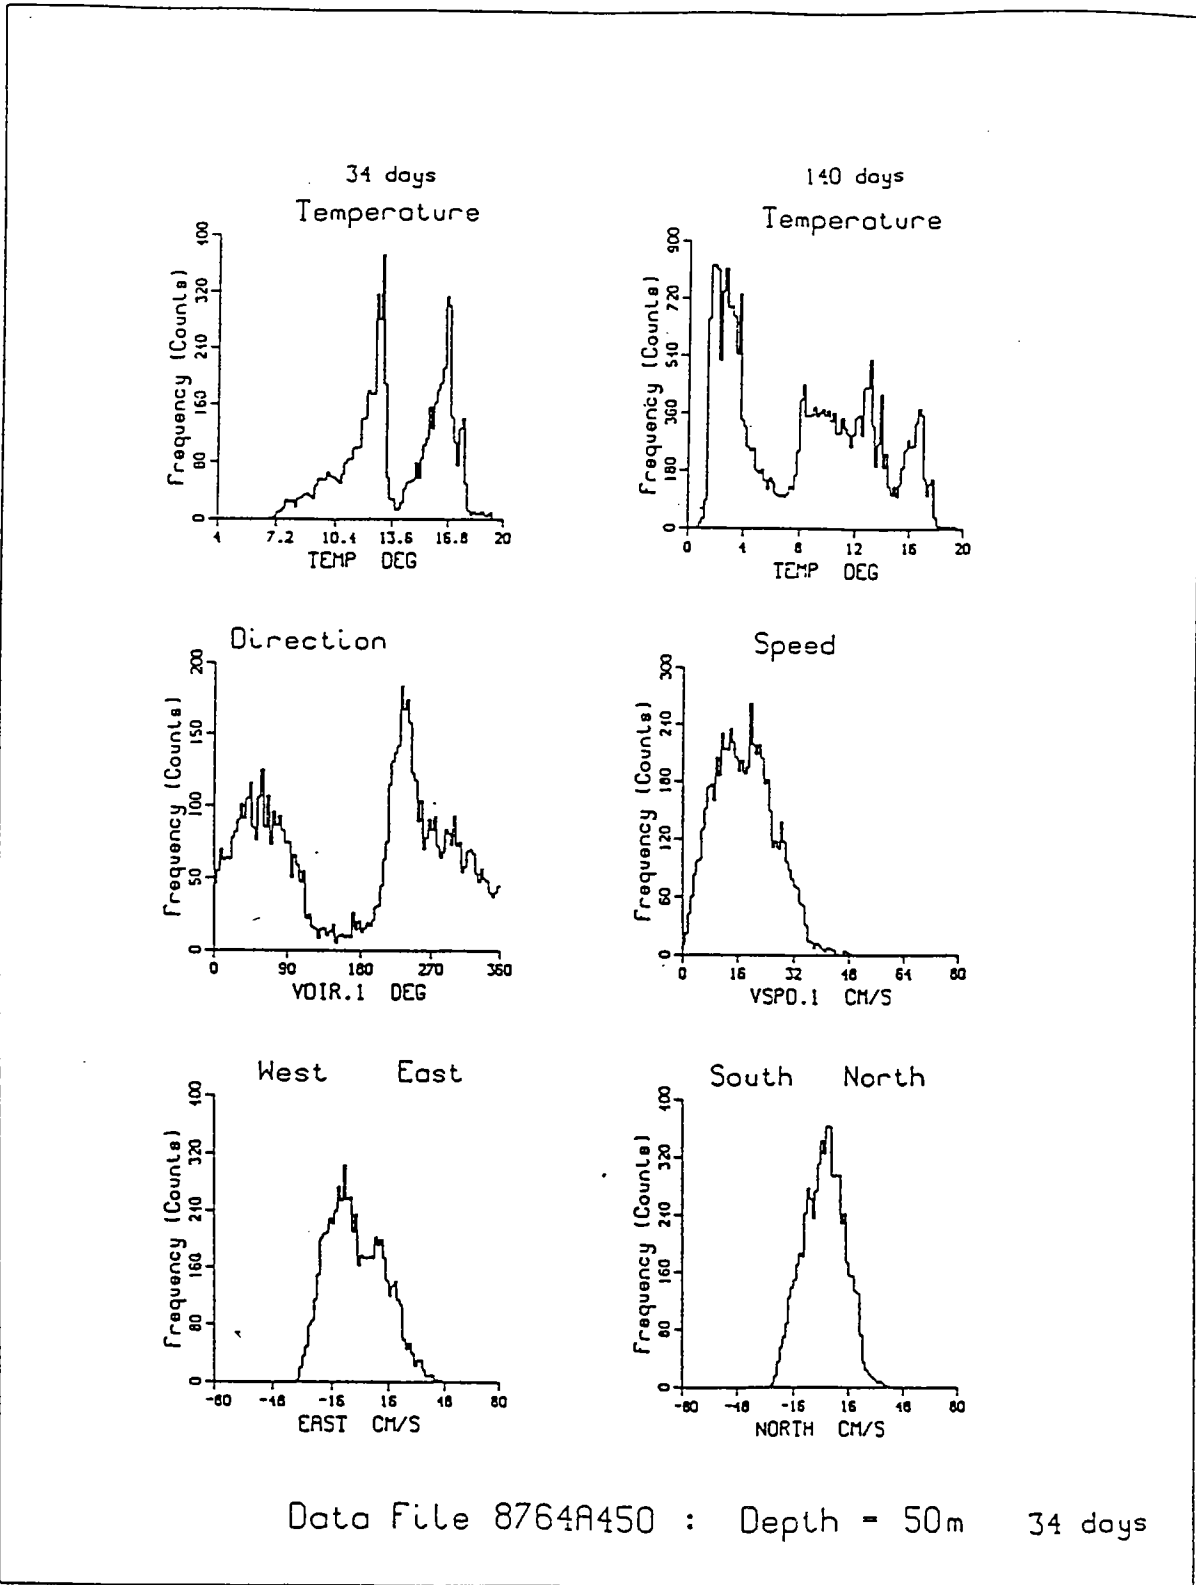 34 days
Temperature
400
320
240
160
80
0
Frequency (Counts)
4 7.2 10.4 13.6 16.8 20
TEMP DEG
140 days
Temperature
900
720
540
360
180
0
Frequency (Counts)
0 4 8 12 16 20
TEMP DEG
Direction
200
150
100
50
0
Frequency (Counts)
0 90 180 270 360
VDIR.1 DEG
Speed
300
240
180
120
60
0
Frequency (Counts)
0 16 32 48 64 80
VSPD.1 CM/S
West East
400
320
240
160
80
0
Frequency (Counts)
-80 -48 -16 16 48 80
EAST CM/S
South North
400
320
240
160
80
0
Frequency (Counts)
-80 -48 -16 16 48 80
NORTH CM/S
Data File 8764A450 : Depth = 50m 34 days